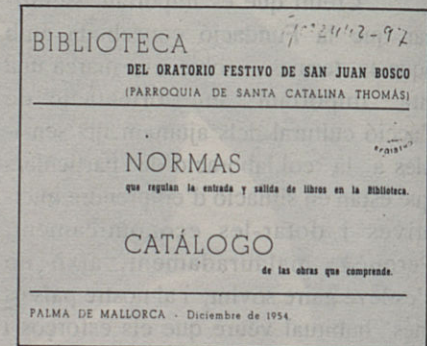 BIBLIOTECA
DEL ORATORIO FESTIVO DE SAN JUAN BOSCO
(PARROQUIA DE SANTA CATALINA THOMÁS)
NORMAS
que regulan la entrada y salida de libros en la Biblioteca.
CATÁLOGO
de las obras que comprende.
PALMA DE MALLORCA - Diciembre de 1954.